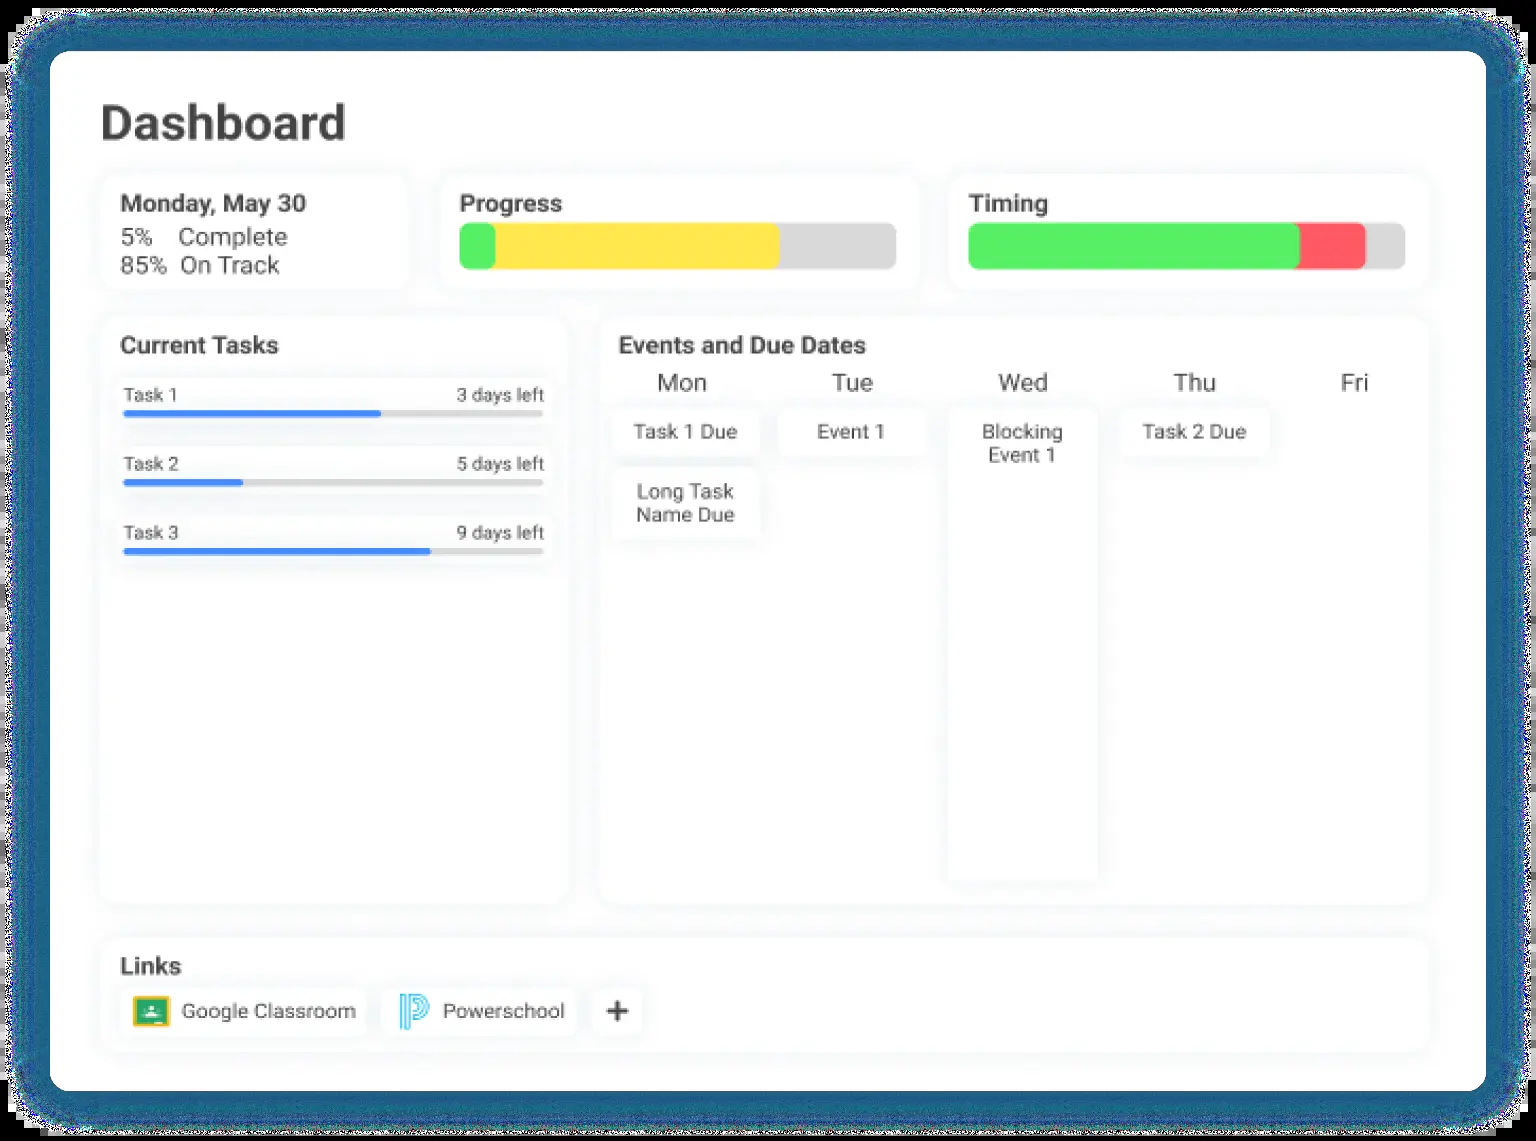 Dashboard
Monday, May 30
5% Complete
85% On Track
Progress
Timing
Current Tasks
Task 1 3 days left
Task 2 5 days left
Task 3 9 days left
Events and Due Dates
Mon Tue Wed Thu Fri
Task 1 Due
Long Task
Name Due
Event 1
Blocking
Event 1
Task 2 Due
Links
Google Classroom
Powerschool
+